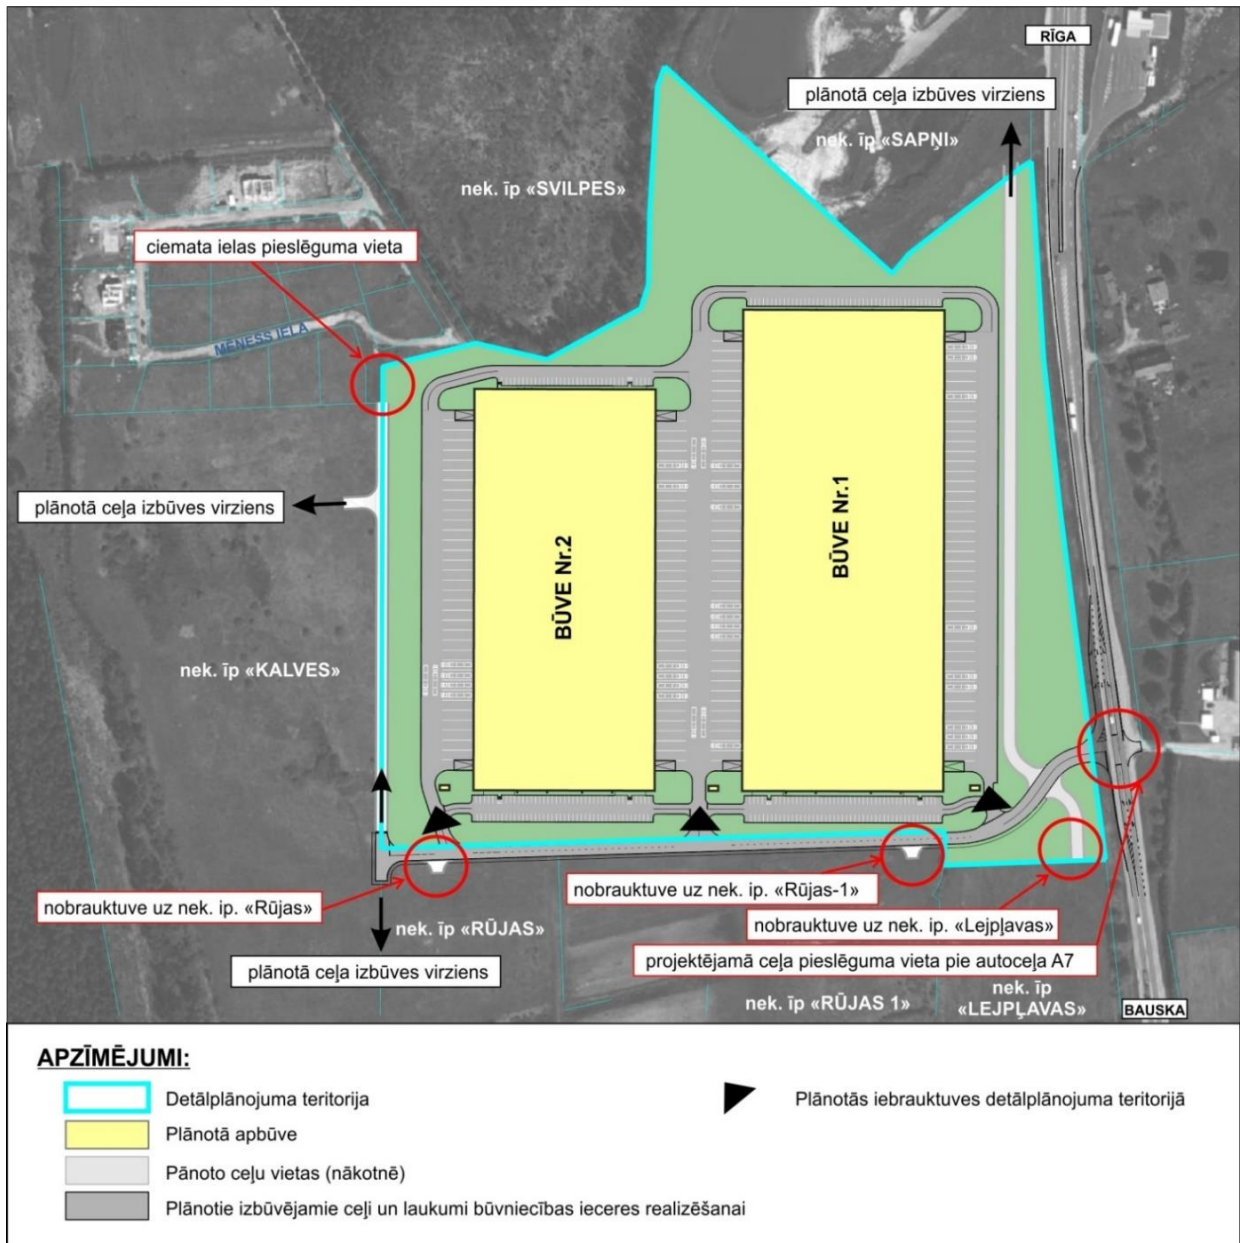 RĪGA
plānotā ceļa izbūves virziens
nek. īp «SAPŅI»
nek. īp «SVILPES»
ciemata ielas pieslēguma vieta
MĒNESS IELA
plānotā ceļa izbūves virziens
BŪVE Nr.2
BŪVE Nr.1
nek. īp «KALVES»
nobrauktuve uz nek. ip. «Rūjas»
nobrauktuve uz nek. ip. «Rūjas-1»
nobrauktuve uz nek. ip. «Lejpļavas»
nek. īp «RŪJAS»
plānotā ceļa izbūves virziens
projektējamā ceļa pieslēguma vieta pie autoceļa A7
nek. īp «RŪJAS 1»
nek. īp
«LEJPĻAVAS»
BAUSKA
APZĪMĒJUMI:
Detālplānojuma teritorija
Plānotās iebrauktuves detālplānojuma teritorijā
Plānotā apbūve
Pānoto ceļu vietas (nākotnē)
Plānotie izbūvējamie ceļi un laukumi būvniecības ieceres realizēšanai